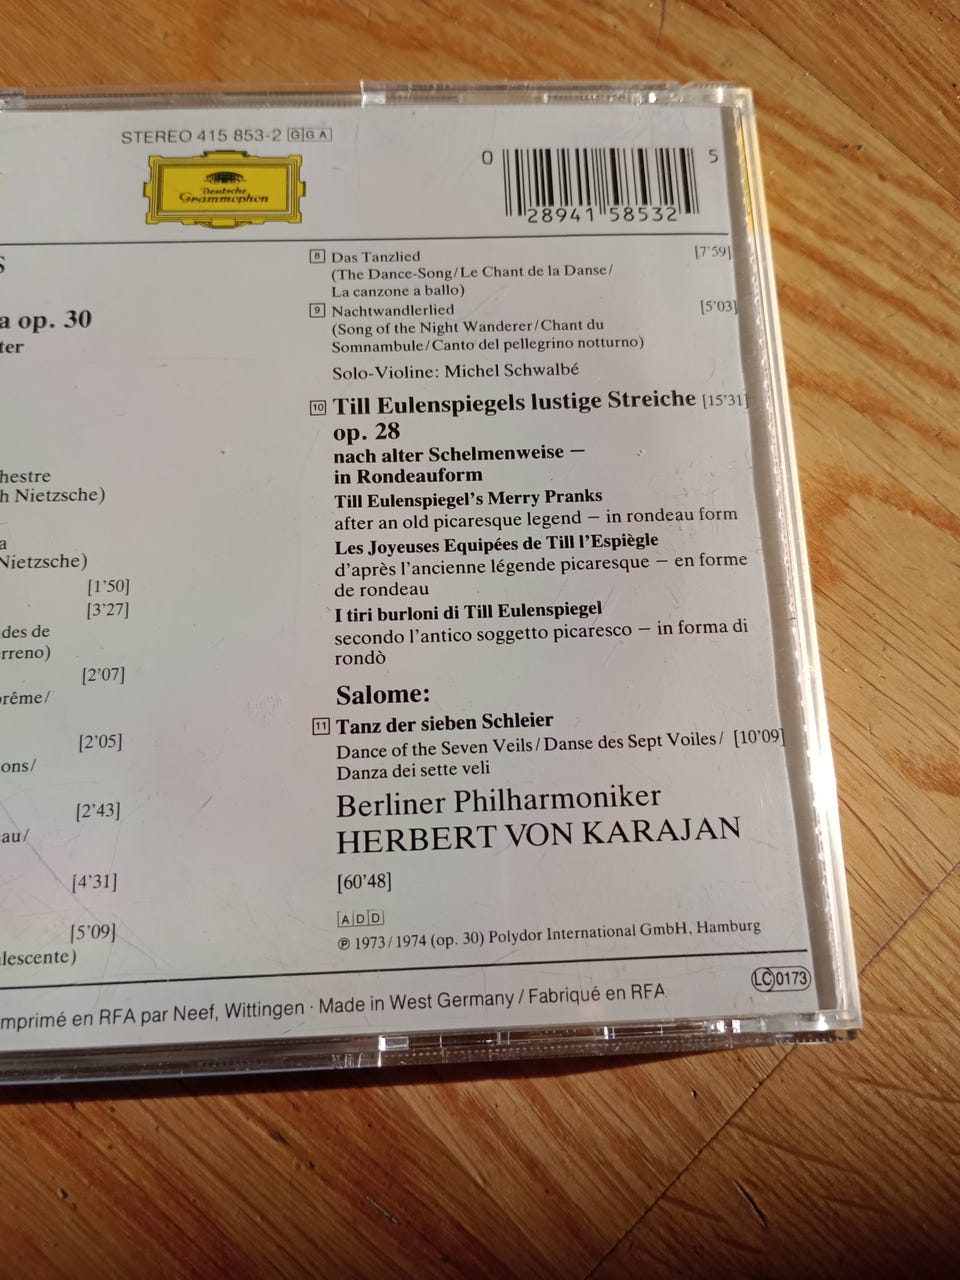 STEREO 415 853-2 GGA
Deutsche
Grammophon
0 28941 58532 5
S
a op. 30
ter
hestre
h Nietzsche)
a
Nietzsche)
[1'50]
[3'27]
des de
rreno)
[2'07]
prême/
[2'05]
ons/
[2'43]
eau/
[4'31]
[5'09]
lescente)
8 Das Tanzlied [7'59]
(The Dance-Song/Le Chant de la Danse/
La canzone a ballo)
9 Nachtwandlerlied [5'03]
(Song of the Night Wanderer/Chant du
Somnambule/Canto del pellegrino notturno)
Solo-Violine: Michel Schwalbé
10 Till Eulenspiegels lustige Streiche [15'31]
op. 28
nach alter Schelmenweise –
in Rondeauform
Till Eulenspiegel's Merry Pranks
after an old picaresque legend – in rondeau form
Les Joyeuses Equipées de Till l'Espiègle
d'après l'ancienne légende picaresque – en forme
de rondeau
I tiri burloni di Till Eulenspiegel
secondo l'antico soggetto picaresco – in forma di
rondò
Salome:
11 Tanz der sieben Schleier
Dance of the Seven Veils/Danse des Sept Voiles/ [10'09]
Danza dei sette veli
Berliner Philharmoniker
HERBERT VON KARAJAN
[60'48]
ADD
℗ 1973/1974 (op. 30) Polydor International GmbH, Hamburg
LC 0173
mprimé en RFA par Neef, Wittingen · Made in West Germany / Fabriqué en RFA